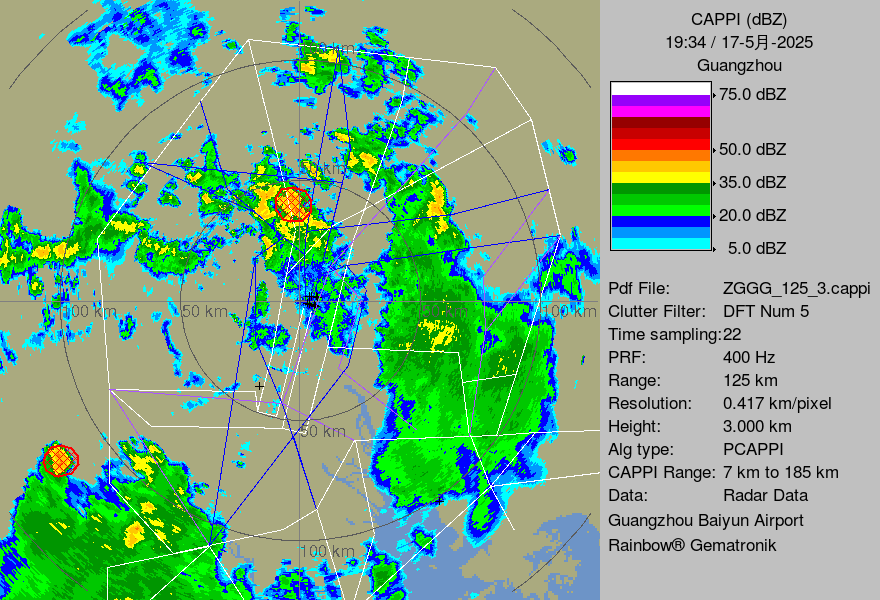 CAPPI (dBZ)
19:34 / 17-5月-2025
Guangzhou
75.0 dBZ
50.0 dBZ
35.0 dBZ
20.0 dBZ
5.0 dBZ
Pdf File: ZGGG_125_3.cappi
Clutter Filter: DFT Num 5
Time sampling:22
PRF: 400 Hz
Range: 125 km
Resolution: 0.417 km/pixel
Height: 3.000 km
Alg type: PCAPPI
CAPPI Range: 7 km to 185 km
Data: Radar Data
Guangzhou Baiyun Airport
Rainbow® Gematronik
km
km
100 km
50 km
100 km
50 km
100 km